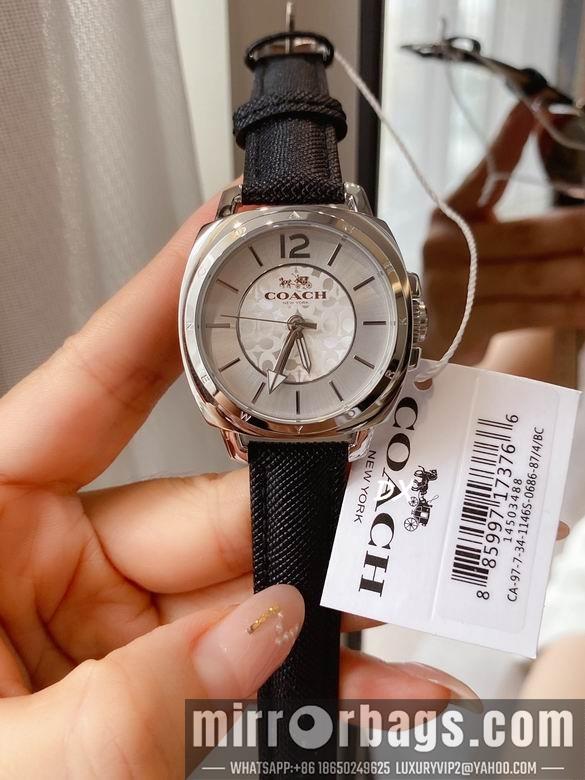 12
COACH
NEW YORK
COACH
NEW YORK
8 85997 17376 6
14503488
CA-97-7-34-1146S-0686-87/4/BC
mirrorbags.com
WHATSAPP:+86 18650249625 LUXURYVIP2@YAHOO.COM